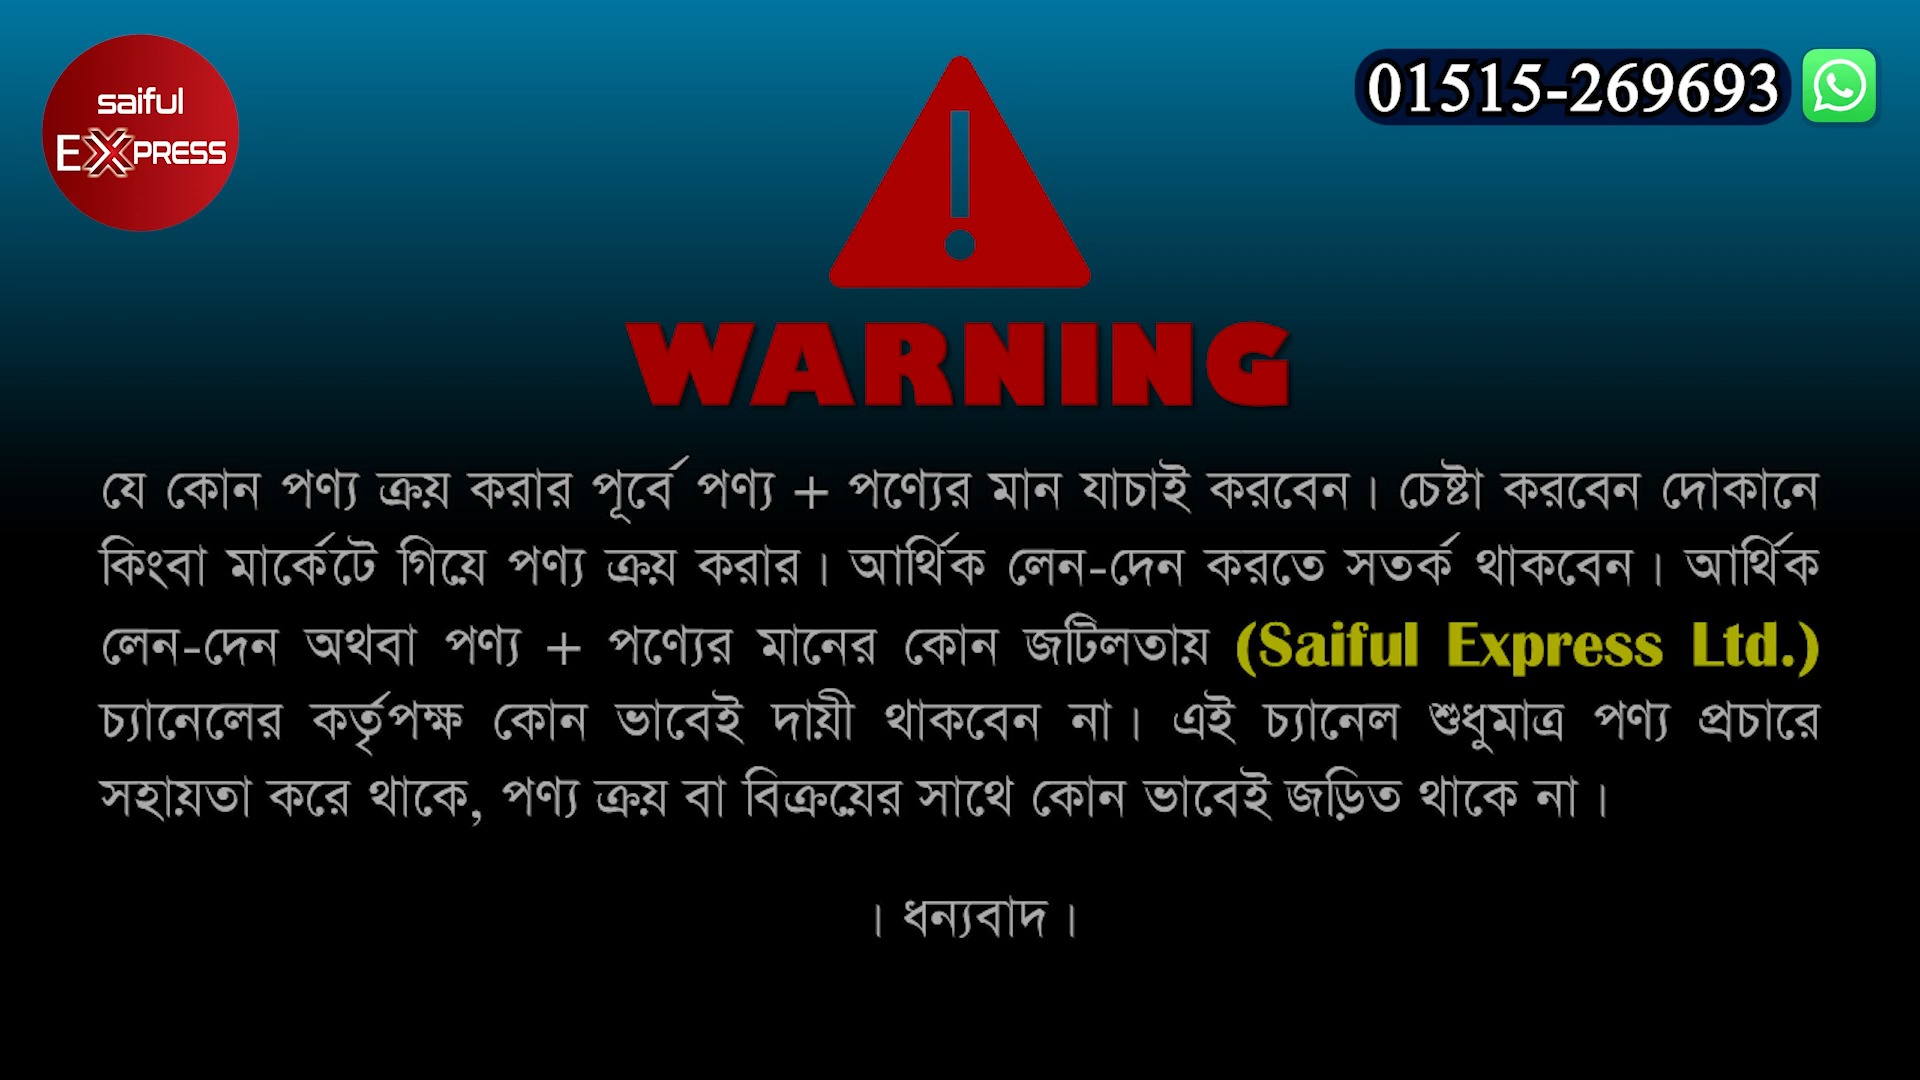 saiful
EXPRESS
01515-269693
WARNING
যে কোন পণ্য ক্রয় করার পূর্বে পণ্য + পণ্যের মান যাচাই করবেন। চেষ্টা করবেন দোকানে
কিংবা মার্কেটে গিয়ে পণ্য ক্রয় করার। আর্থিক লেন-দেন করতে সতর্ক থাকবেন। আর্থিক
লেন-দেন অথবা পণ্য + পণ্যের মানের কোন জটিলতায় (Saiful Express Ltd.)
চ্যানেলের কর্তৃপক্ষ কোন ভাবেই দায়ী থাকবেন না। এই চ্যানেল শুধুমাত্র পণ্য প্রচারে
সহায়তা করে থাকে, পণ্য ক্রয় বা বিক্রয়ের সাথে কোন ভাবেই জড়িত থাকে না।
। ধন্যবাদ।